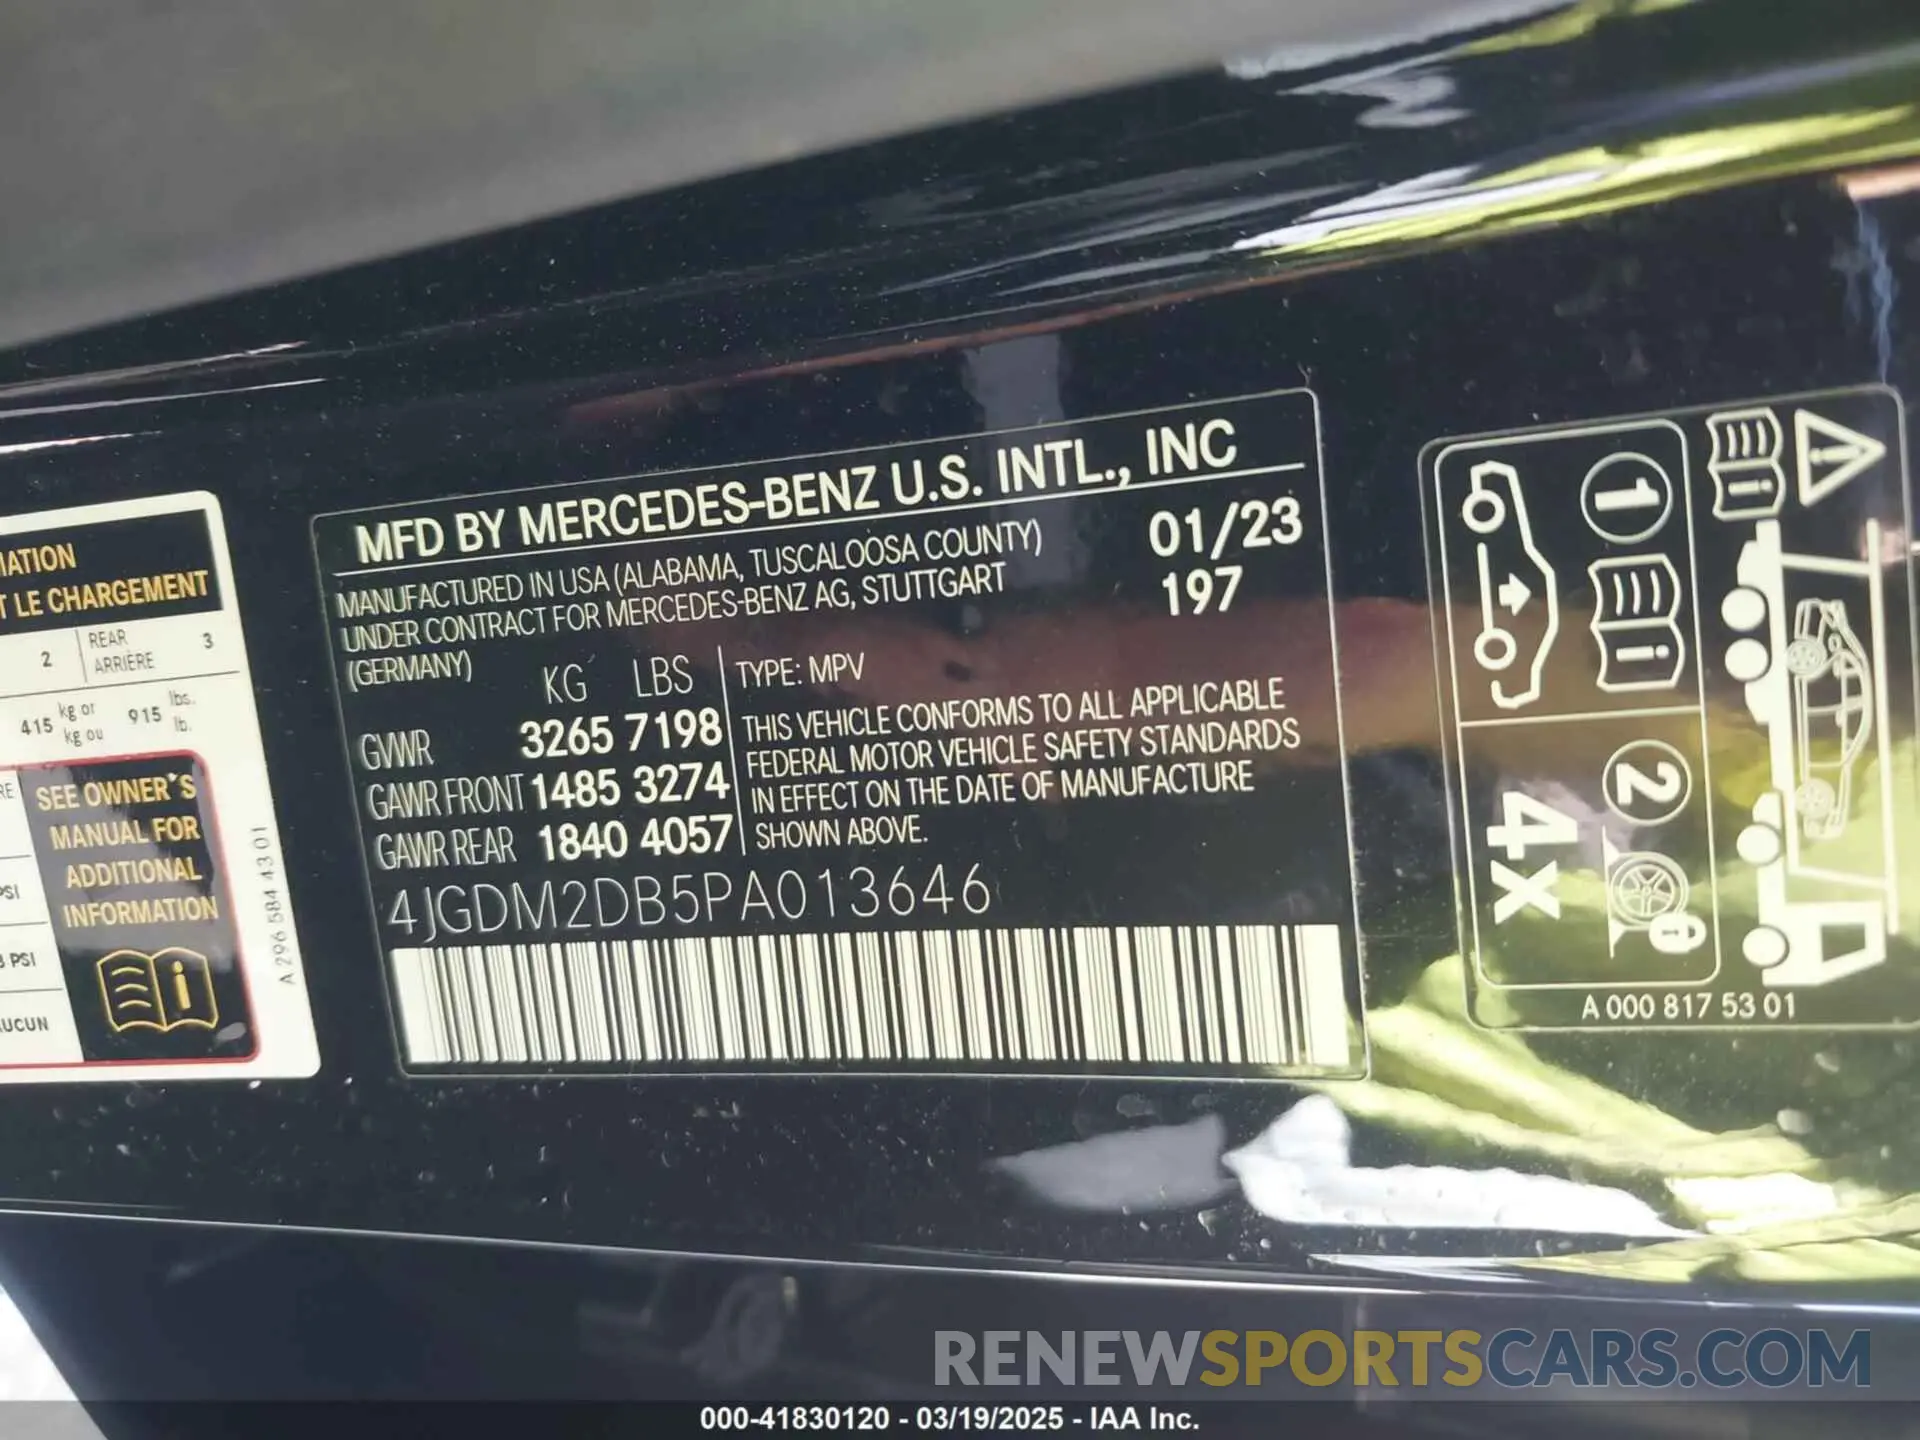 MATION
T LE CHARGEMENT
2 REAR ARRIÈRE 3
415 kg or kg ou 915 lbs. lb.
RE
SEE OWNER'S
MANUAL FOR
ADDITIONAL
INFORMATION
PSI
PSI
AUCUN
A 296 584 43 01
MFD BY MERCEDES-BENZ U.S. INTL., INC
MANUFACTURED IN USA (ALABAMA, TUSCALOOSA COUNTY)
UNDER CONTRACT FOR MERCEDES-BENZ AG, STUTTGART
(GERMANY)
01/23
197
KG LBS
GVWR 3265 7198
GAWR FRONT 1485 3274
GAWR REAR 1840 4057
TYPE: MPV
THIS VEHICLE CONFORMS TO ALL APPLICABLE
FEDERAL MOTOR VEHICLE SAFETY STANDARDS
IN EFFECT ON THE DATE OF MANUFACTURE
SHOWN ABOVE.
4JGDM2DB5PA013646
1
2
4x
A 000 817 53 01
RENEWSPORTSCARS.COM
000-41830120 - 03/19/2025 - IAA Inc.